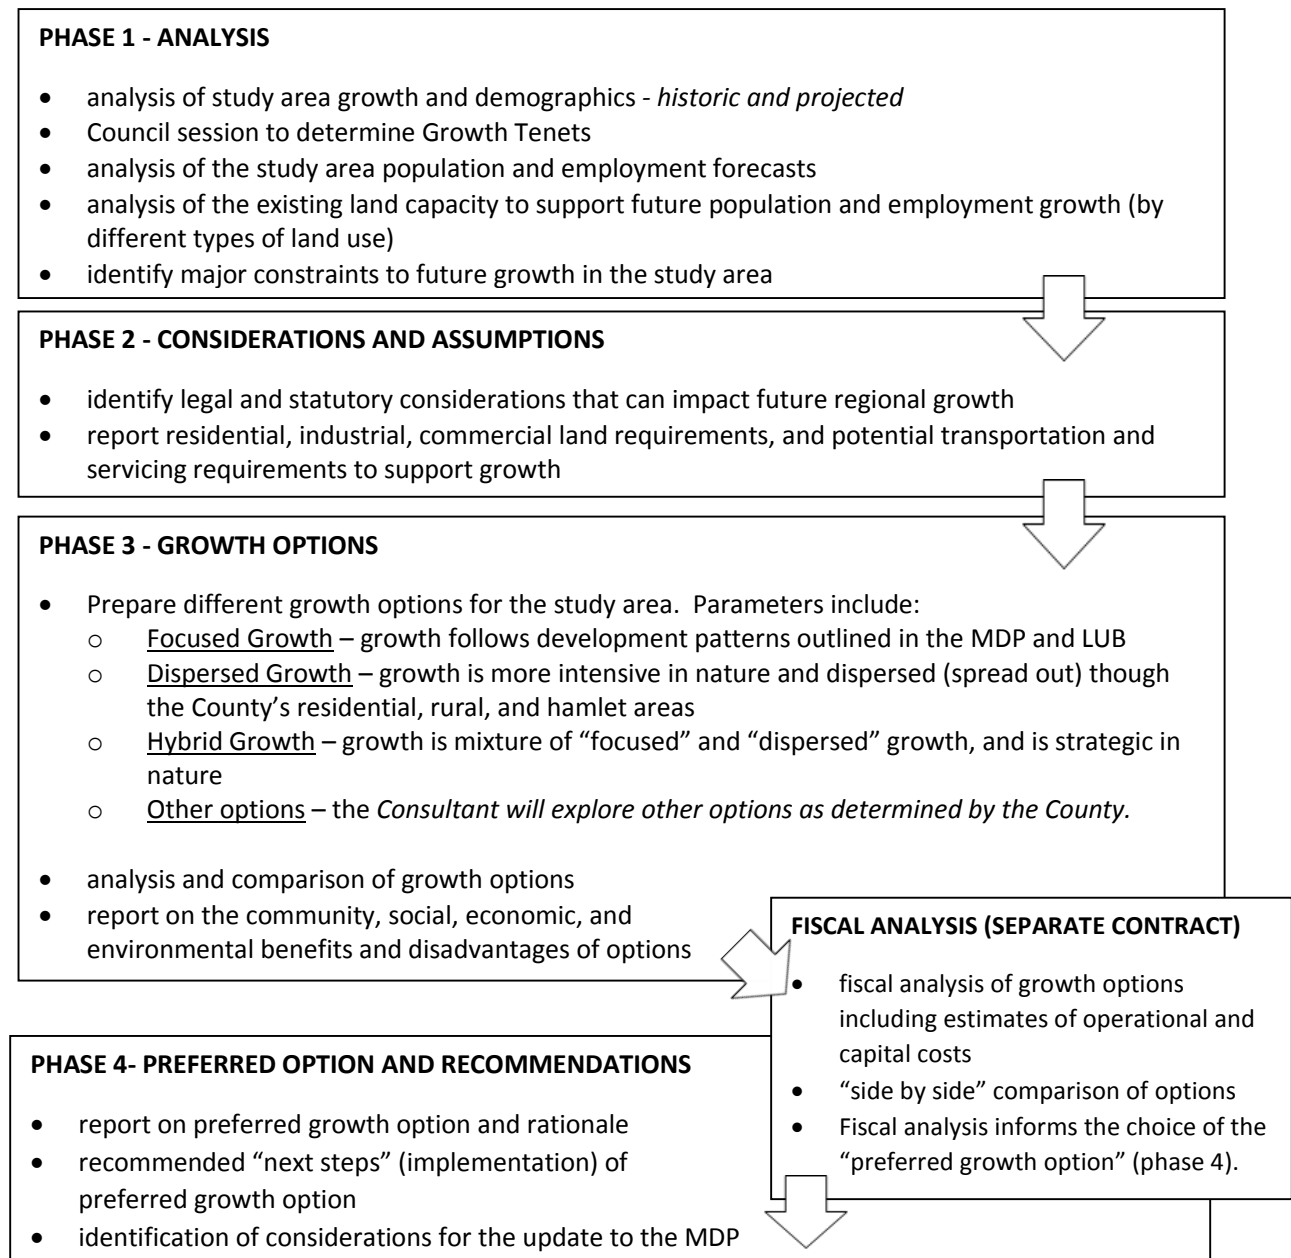 PHASE 1 - ANALYSIS
• analysis of study area growth and demographics - historic and projected
• Council session to determine Growth Tenets
• analysis of the study area population and employment forecasts
• analysis of the existing land capacity to support future population and employment growth (by
different types of land use)
• identify major constraints to future growth in the study area
PHASE 2 - CONSIDERATIONS AND ASSUMPTIONS
• identify legal and statutory considerations that can impact future regional growth
• report residential, industrial, commercial land requirements, and potential transportation and
servicing requirements to support growth
PHASE 3 - GROWTH OPTIONS
• Prepare different growth options for the study area.  Parameters include:
o Focused Growth – growth follows development patterns outlined in the MDP and LUB
o Dispersed Growth – growth is more intensive in nature and dispersed (spread out) though
the County’s residential, rural, and hamlet areas
o Hybrid Growth – growth is mixture of “focused” and “dispersed” growth, and is strategic in
nature
o Other options – the Consultant will explore other options as determined by the County.
• analysis and comparison of growth options
• report on the community, social, economic, and
environmental benefits and disadvantages of options
FISCAL ANALYSIS (SEPARATE CONTRACT)
• fiscal analysis of growth options
including estimates of operational and
capital costs
• “side by side” comparison of options
• Fiscal analysis informs the choice of the
“preferred growth option” (phase 4).
PHASE 4- PREFERRED OPTION AND RECOMMENDATIONS
• report on preferred growth option and rationale
• recommended “next steps” (implementation) of
preferred growth option
• identification of considerations for the update to the MDP